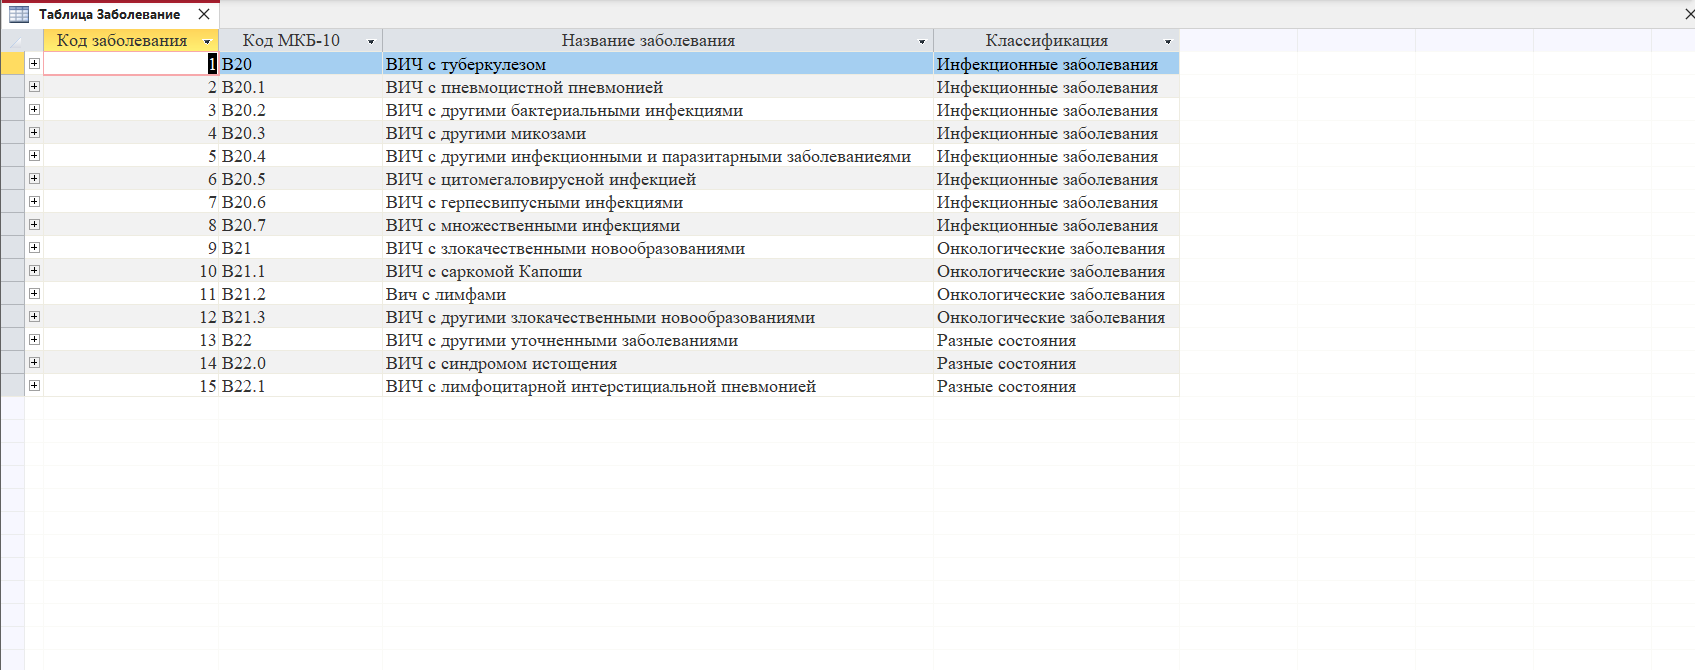 Таблица Заболевание
Код заболевания Код МКБ-10 Название заболевания Классификация
1 B20 ВИЧ с туберкулезом Инфекционные заболевания
2 B20.1 ВИЧ с пневмоцистной пневмонией Инфекционные заболевания
3 B20.2 ВИЧ с другими бактериальными инфекциями Инфекционные заболевания
4 B20.3 ВИЧ с другими микозами Инфекционные заболевания
5 B20.4 ВИЧ с другими инфекционными и паразитарными заболеваниеями Инфекционные заболевания
6 B20.5 ВИЧ с цитомегаловирусной инфекцией Инфекционные заболевания
7 B20.6 ВИЧ с герпесвипусными инфекциями Инфекционные заболевания
8 B20.7 ВИЧ с множественными инфекциями Инфекционные заболевания
9 B21 ВИЧ с злокачественными новообразованиями Онкологические заболевания
10 B21.1 ВИЧ с саркомой Капоши Онкологические заболевания
11 B21.2 Вич с лимфами Онкологические заболевания
12 B21.3 ВИЧ с другими злокачественными новообразованиями Онкологические заболевания
13 B22 ВИЧ с другими уточненными заболеваниями Разные состояния
14 B22.0 ВИЧ с синдромом истощения Разные состояния
15 B22.1 ВИЧ с лимфоцитарной интерстициальной пневмонией Разные состояния